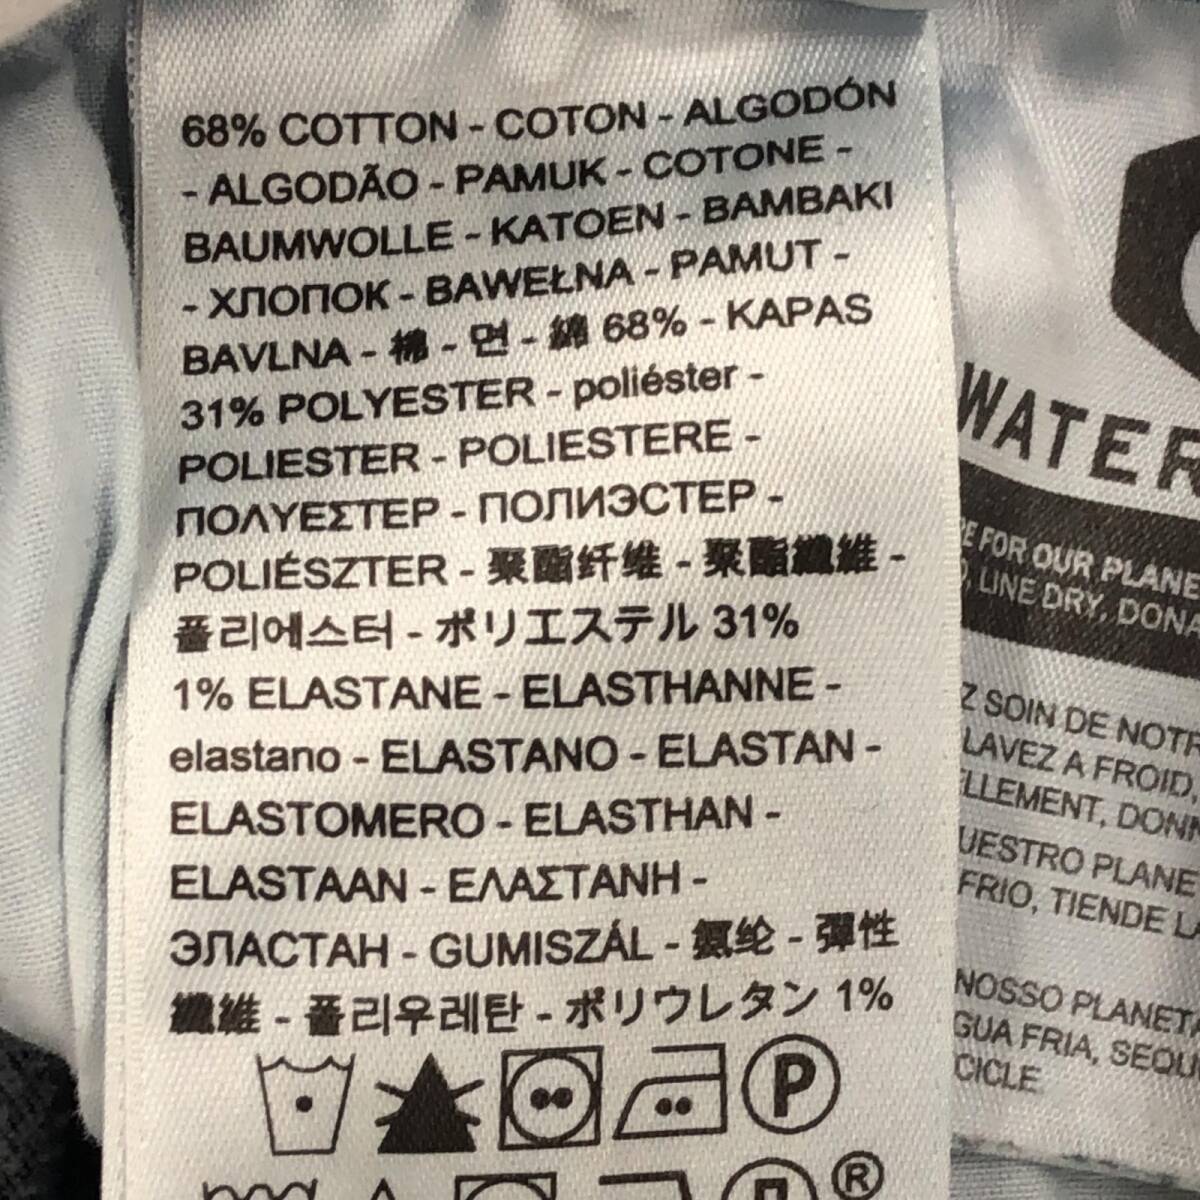 68% COTTON - COTON - ALGODÓN
- ALGODÃO - PAMUK - COTONE -
BAUMWOLLE - KATOEN - BAMBAKI
- ХЛОПОК - BAWEŁNA - PAMUT -
BAVLNA - 棉 - 면 - 綿 68% - KAPAS
31% POLYESTER - poliéster -
POLIESTER - POLIESTERE -
ΠΟΛΥΕΣΤΕΡ - ПОЛИЭСТЕР -
POLIÉSZTER - 聚酯纤维 - 聚酯纖維 -
폴리에스터 - ポリエステル 31%
1% ELASTANE - ELASTHANNE -
elastano - ELASTANO - ELASTAN -
ELASTOMERO - ELASTHAN -
ELASTAAN - ΕΛΑΣΤΑΝΗ -
ЭЛАСТАН - GUMISZÁL - 氨纶 - 彈性
纖維 - 폴리우레탄 - ポリウレタン 1%
P
®
WATER
FOR OUR PLANE
LINE DRY, DONA
SOIN DE NOTR
LAVEZ A FROID,
LLEMENT, DONN
UESTRO PLANE
FRIO, TIENDE LA
NOSSO PLANET
GUA FRIA, SEQU
CICLE